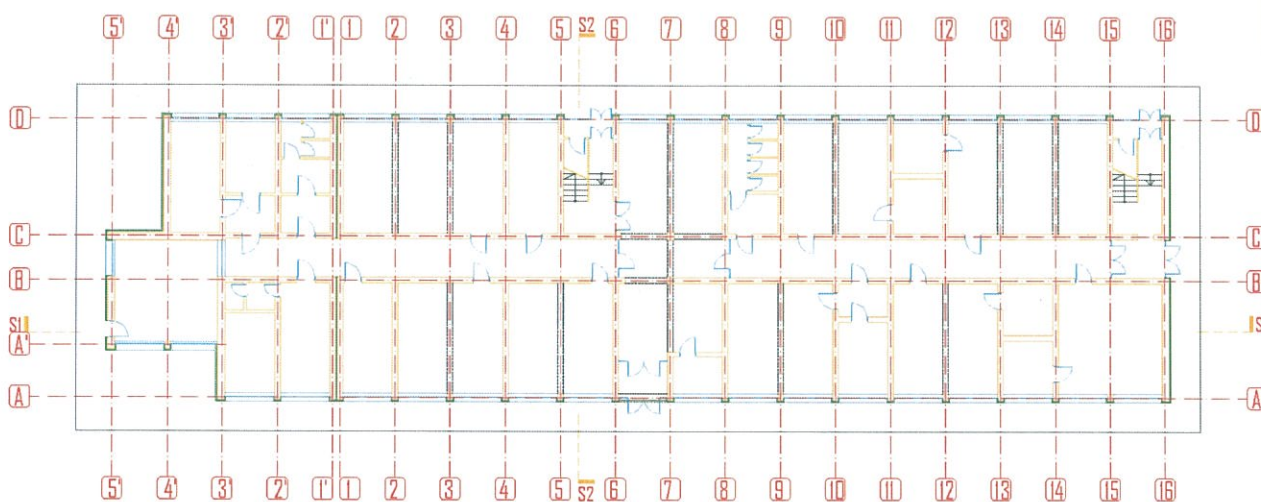 5' 4' 3' 2' 1' 1 2 3 4 5 S2 6 7 8 9 10 11 12 13 14 15 16'
D D
C C
B B
S1 S
A'
A A
5' 4' 3' 2' 1' 1 2 3 4 5 S2 6 7 8 9 10 11 12 13 14 15 16